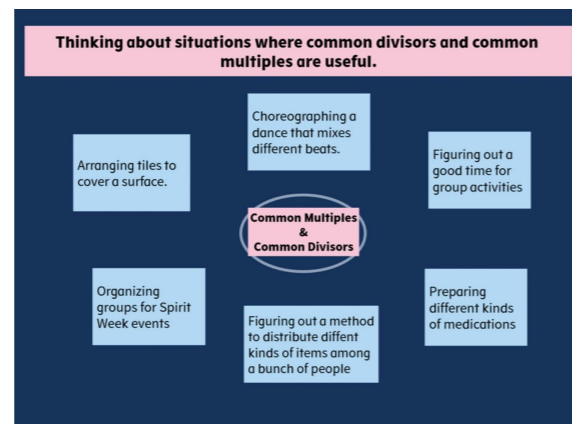 Thinking about situations where common divisors and common
multiples are useful.
Choreographing a
dance that mixes
different beats.
Arranging tiles to
cover a surface.
Figuring out a
good time for
group activities
Common Multiples
&
Common Divisors
Organizing
groups for Spirit
Week events
Figuring out a method
to distribute diffent
kinds of items among
a bunch of people
Preparing
different kinds
of medications